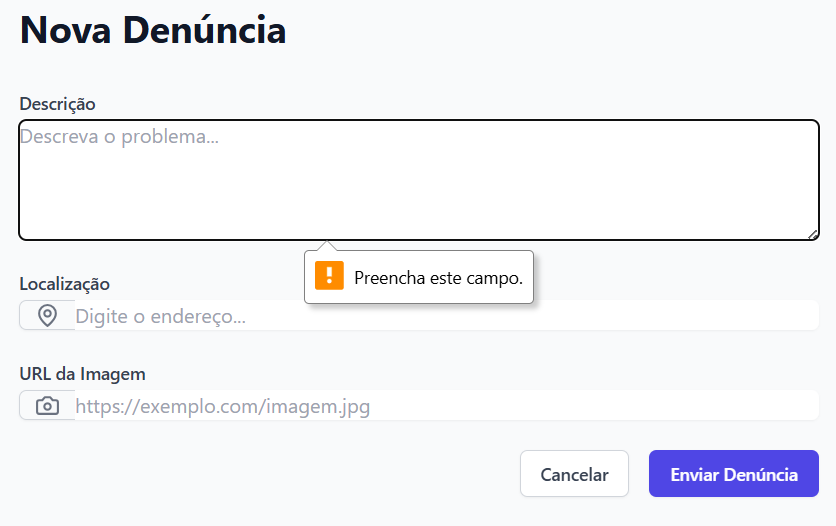 Nova Denúncia
Descrição
Descreva o problema...
Preencha este campo.
Localização
Digite o endereço...
URL da Imagem
https://exemplo.com/imagem.jpg
Cancelar
Enviar Denúncia